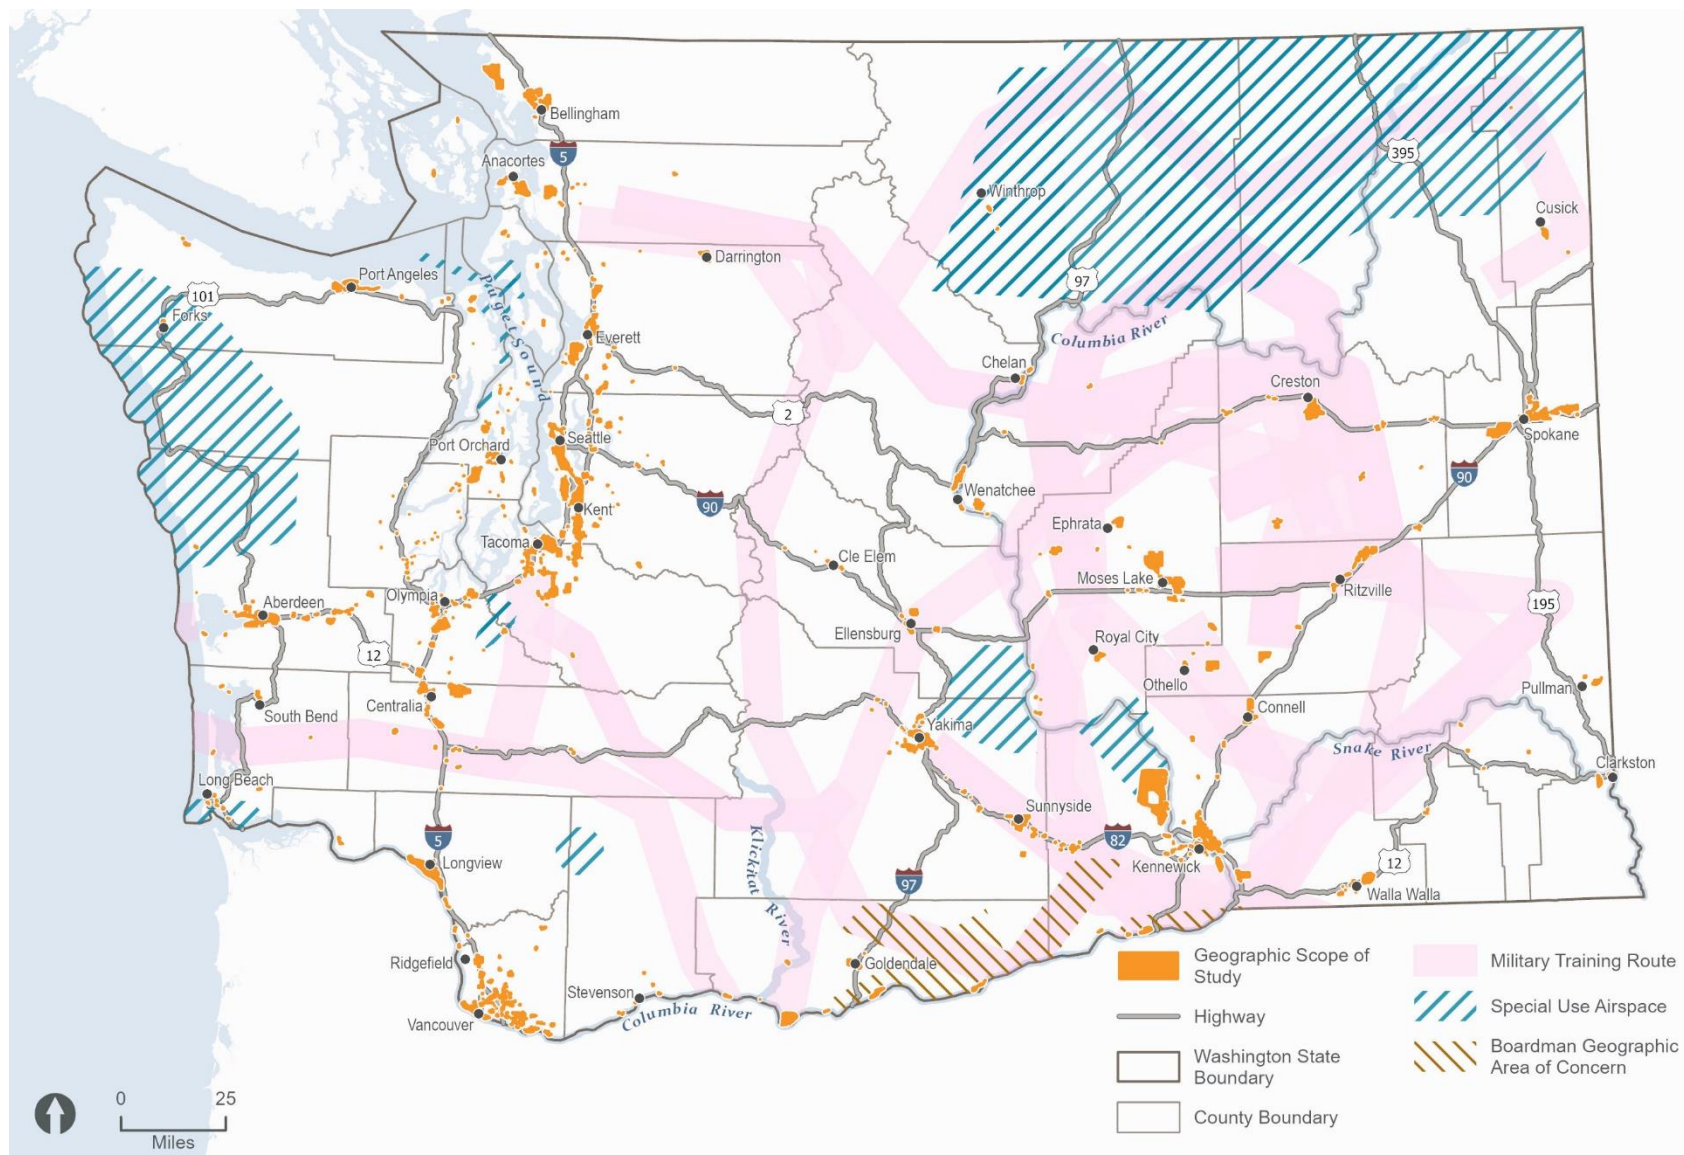 Bellingham
Anacortes
5
395
Winthrop
Cusick
Darrington
Port Angeles
101
Forks
Puget Sound
97
Columbia River
Everett
Chelan
Creston
2
Seattle
Port Orchard
Spokane
90
90
Wenatchee
Kent
Ephrata
Tacoma
Cle Elem
Moses Lake
Ritzville
Olympia
Aberdeen
195
Ellensburg
Royal City
12
Othello
Pullman
Centralia
South Bend
Connell
Yakima
Snake River
Clarkston
Long Beach
Sunnyside
5
82
Klickitat River
Longview
Kennewick
97
12
Walla Walla
Ridgefield
Goldendale
Stevenson
Columbia River
Vancouver
Geographic Scope of
Study
Highway
Washington State
Boundary
County Boundary
Military Training Route
Special Use Airspace
Boardman Geographic
Area of Concern
0 25
Miles